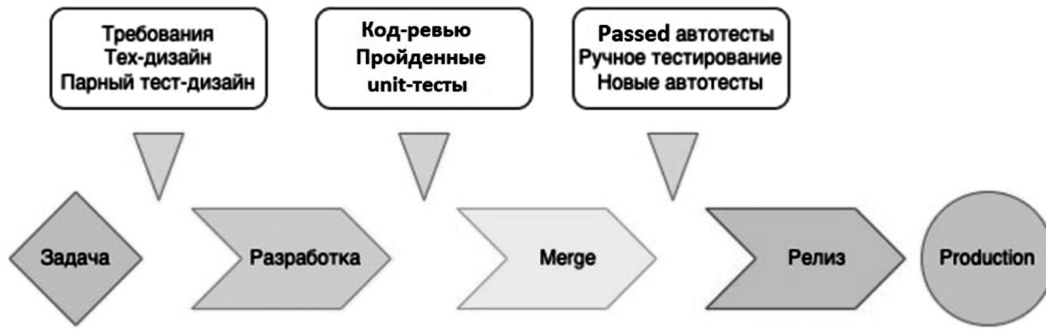 Требования
Тех-дизайн
Парный тест-дизайн
Код-ревью
Пройденные
unit-тесты
Passed автотесты
Ручное тестирование
Новые автотесты
Задача
Разработка
Merge
Релиз
Production